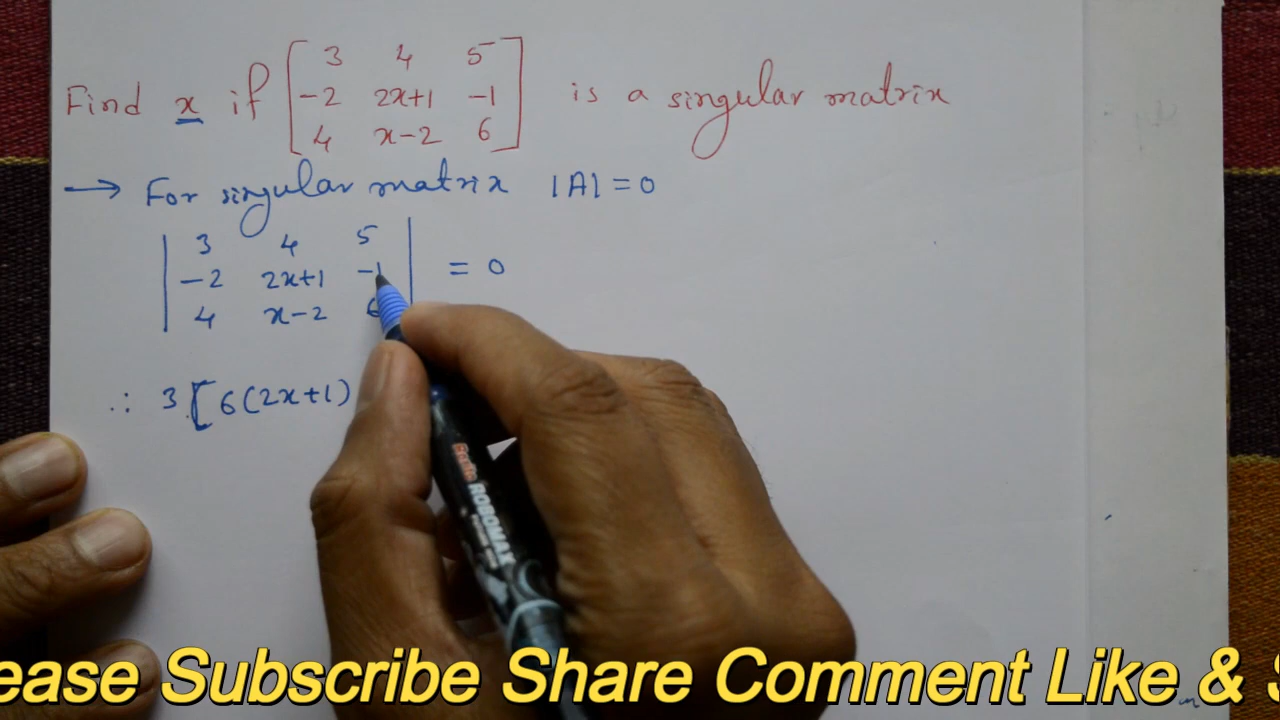 Find x if [ 3 4 5
-2 2x+1 -1
4 x-2 6 ] is a singular matrix
→ For singular matrix |A| = 0
| 3 4 5 |
| -2 2x+1 -1 | = 0
| 4 x-2 6 |
∴ 3[6(2x+1)
ROBOMAX
ease Subscribe Share Comment Like & S